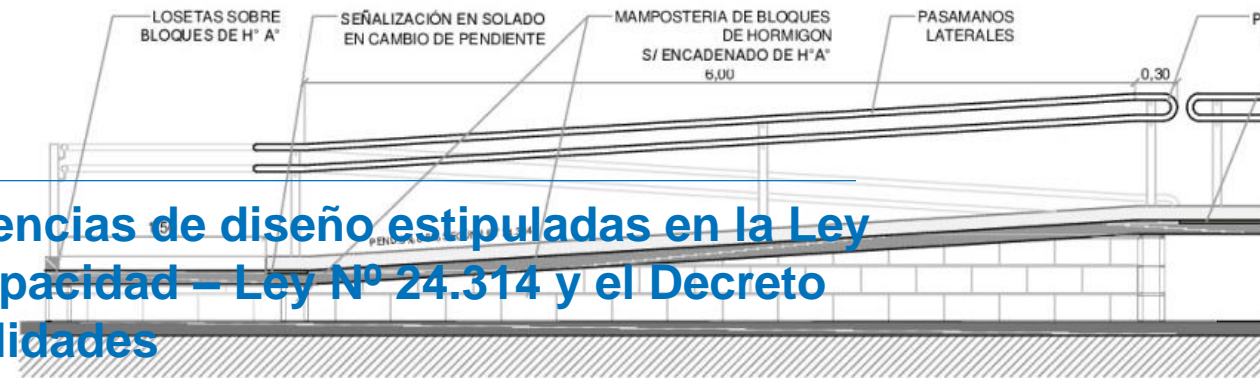 LOSETAS SOBRE
BLOQUES DE H° A°
SEÑALIZACIÓN EN SOLADO
EN CAMBIO DE PENDIENTE
MAMPOSTERIA DE BLOQUES
DE HORMIGON
S/ ENCADENADO DE H°A°
PASAMANOS
LATERALES
P
6,00
0,30
encias de diseño estipuladas en la Ley
pacidad – Ley Nº 24.314 y el Decreto
lidades